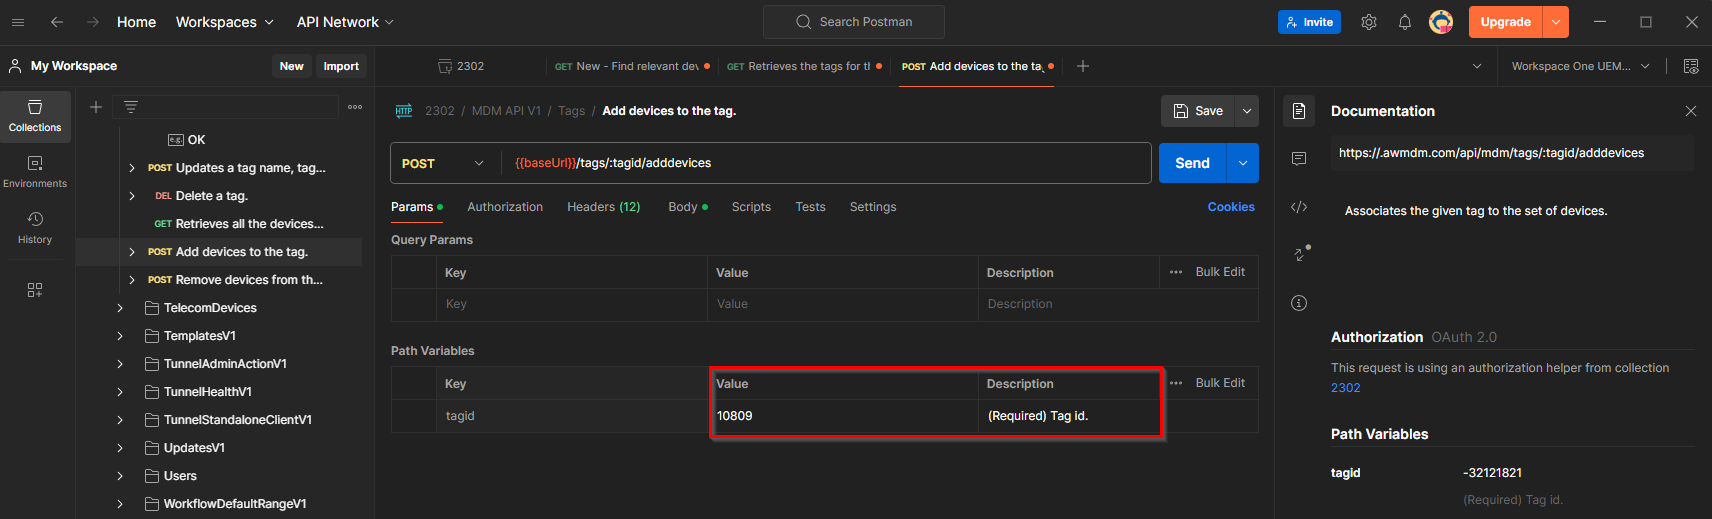 Home Workspaces API Network Search Postman Invite Upgrade
My Workspace New Import
2302 GET New - Find relevant dev GET Retrieves the tags for th POST Add devices to the ta Workspace One UEM...
Collections
Environments
History
e.g. OK
POST Updates a tag name, tag...
DEL Delete a tag.
GET Retrieves all the devices...
POST Add devices to the tag.
POST Remove devices from th...
TelecomDevices
TemplatesV1
TunnelAdminActionV1
TunnelHealthV1
TunnelStandaloneClientV1
UpdatesV1
Users
WorkflowDefaultRangeV1
HTTP 2302 / MDM API V1 / Tags / Add devices to the tag. Save
POST {{baseUrl}}/tags/:tagid/adddevices Send
Params Authorization Headers (12) Body Scripts Tests Settings Cookies
Query Params
Key Value Description Bulk Edit
Key Value Description
Path Variables
Key Value Description Bulk Edit
tagid 10809 (Required) Tag id.
Documentation
https://.awmdm.com/api/mdm/tags/:tagid/adddevices
Associates the given tag to the set of devices.
Authorization OAuth 2.0
This request is using an authorization helper from collection
2302
Path Variables
tagid -32121821
(Required) Tag id.